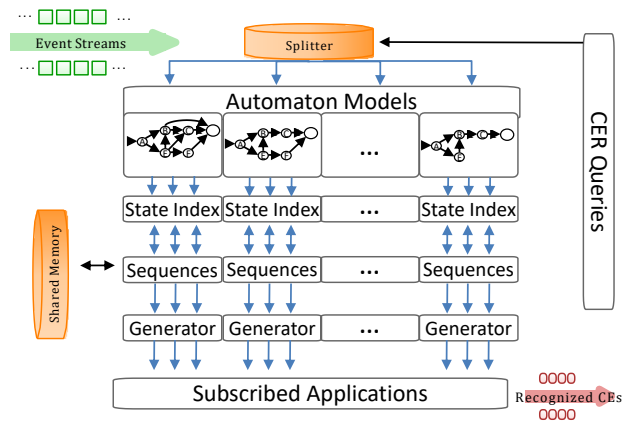 ... ...
Event Streams
Splitter
... ...
Automaton Models
A B C E F
A B C E F
...
A B C E
CER Queries
State Index State Index ... State Index
Shared Memory
Sequences Sequences ... Sequences
Generator Generator ... Generator
Subscribed Applications
Recognized CEs